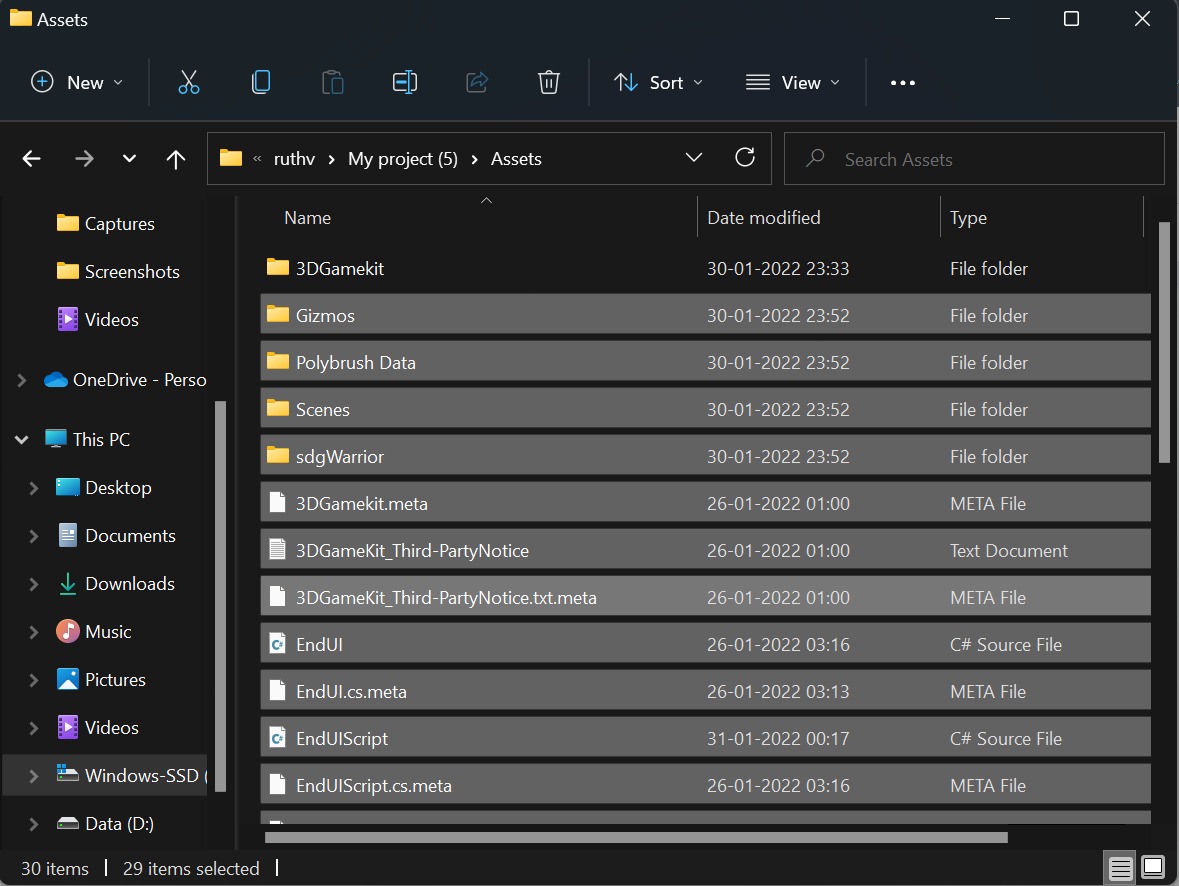 Assets
New
Sort
View
« ruthv › My project (5) › Assets
Search Assets
Captures
Screenshots
Videos
OneDrive - Perso
This PC
Desktop
Documents
Downloads
Music
Pictures
Videos
Windows-SSD (
Data (D:)
Name Date modified Type
3DGamekit 30-01-2022 23:33 File folder
Gizmos 30-01-2022 23:52 File folder
Polybrush Data 30-01-2022 23:52 File folder
Scenes 30-01-2022 23:52 File folder
sdgWarrior 30-01-2022 23:52 File folder
3DGamekit.meta 26-01-2022 01:00 META File
3DGameKit_Third-PartyNotice 26-01-2022 01:00 Text Document
3DGameKit_Third-PartyNotice.txt.meta 26-01-2022 01:00 META File
EndUI 26-01-2022 03:16 C# Source File
EndUI.cs.meta 26-01-2022 03:13 META File
EndUIScript 31-01-2022 00:17 C# Source File
EndUIScript.cs.meta 26-01-2022 03:16 META File
30 items 29 items selected